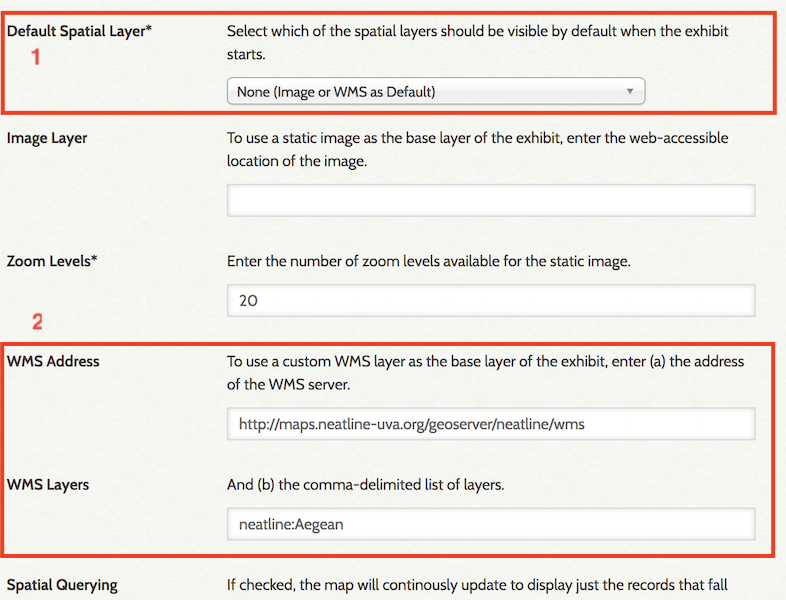 Default Spatial Layer*
1
Select which of the spatial layers should be visible by default when the exhibit
starts.
None (Image or WMS as Default)
Image Layer
To use a static image as the base layer of the exhibit, enter the web-accessible
location of the image.
Zoom Levels*
Enter the number of zoom levels available for the static image.
20
2
WMS Address
To use a custom WMS layer as the base layer of the exhibit, enter (a) the address
of the WMS server.
http://maps.neatline-uva.org/geoserver/neatline/wms
WMS Layers
And (b) the comma-delimited list of layers.
neatline:Aegean
Spatial Querying
If checked, the map will continously update to display just the records that fall